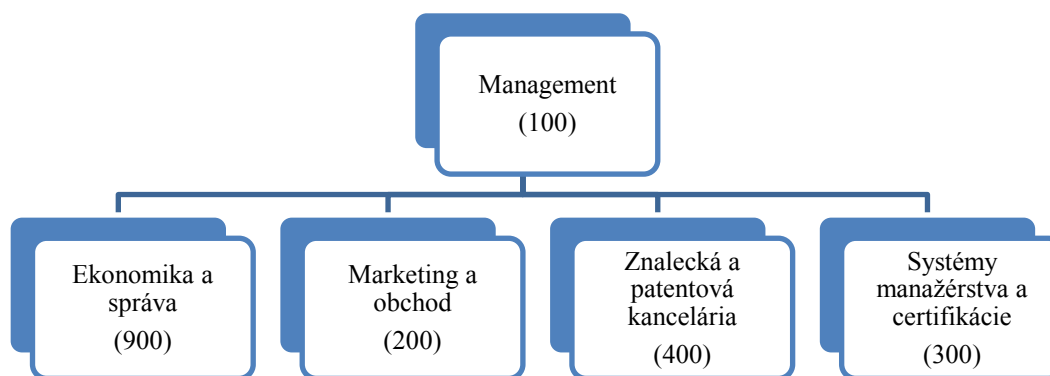 Management
(100)
Ekonomika a
správa
(900)
Marketing a
obchod
(200)
Znalecká a
patentová
kancelária
(400)
Systémy
manažérstva a
certifikácie
(300)